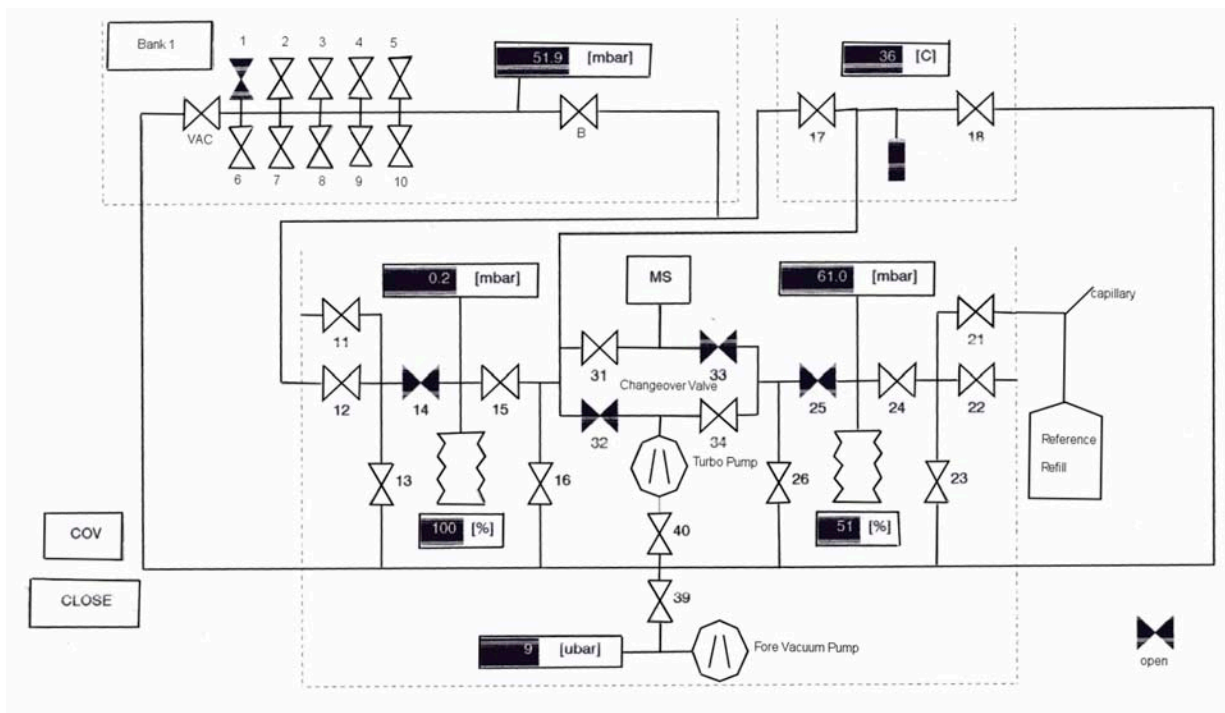 Bank 1
1 2 3 4 5
51.9 [mbar]
36 [C]
VAC
B
17
18
6 7 8 9 10
0.2 [mbar]
MS
61.0 [mbar]
capillary
11
31
33
21
Changeover Valve
12
14
15
25
24
22
32
34
Reference
Refill
Turbo Pump
13
16
26
23
100 [%]
51 [%]
COV
40
CLOSE
39
9 [ubar]
Fore Vacuum Pump
open